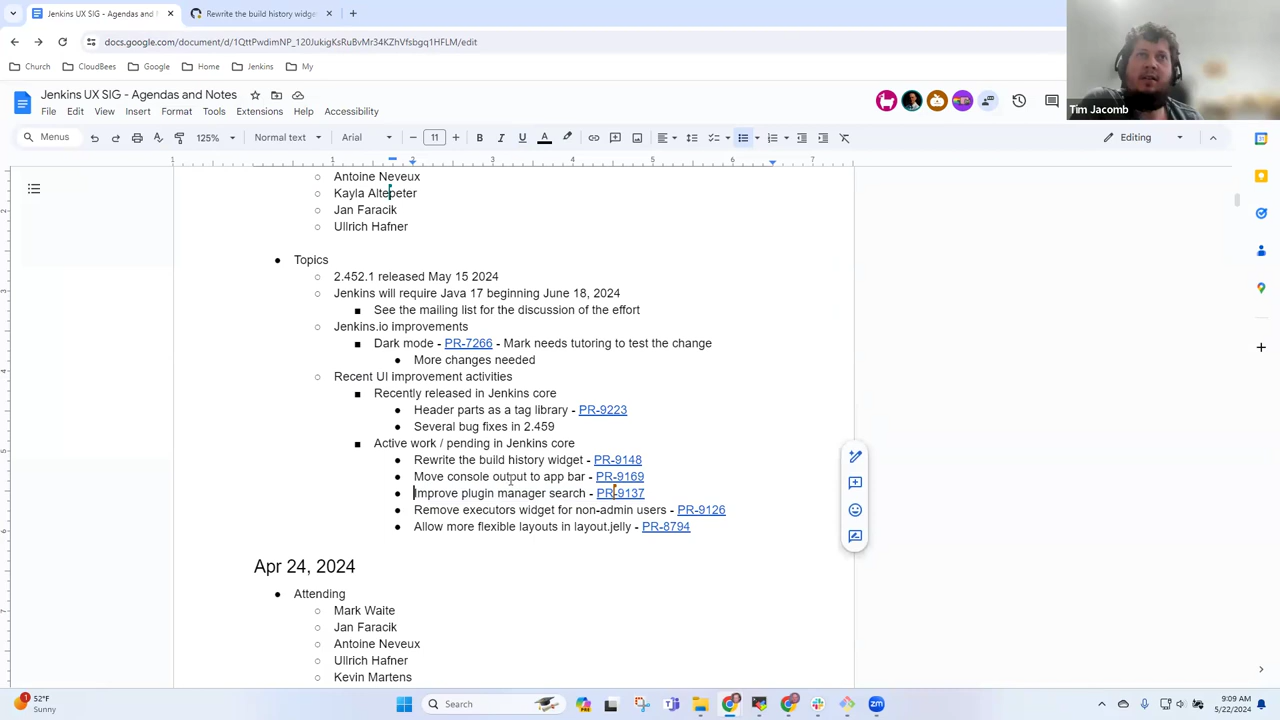 Jenkins UX SIG - Agendas and Notes
Rewrite the build history widge
docs.google.com/document/d/1QttPwdimNP_120JukigKsRuBvMr34KZhVfsbgq1HFLM/edit
Church CloudBees Google Home Jenkins My
Tim Jacomb
Jenkins UX SIG - Agendas and Notes
File Edit View Insert Format Tools Extensions Help Accessibility
Menus 125% Normal text Arial 11 Editing
1 1 2 3 4 5 6 7
Antoine Neveux
Kayla Altepeter
Jan Faracik
Ullrich Hafner
Topics
2.452.1 released May 15 2024
Jenkins will require Java 17 beginning June 18, 2024
See the mailing list for the discussion of the effort
Jenkins.io improvements
Dark mode - PR-7266 - Mark needs tutoring to test the change
More changes needed
Recent UI improvement activities
Recently released in Jenkins core
Header parts as a tag library - PR-9223
Several bug fixes in 2.459
Active work / pending in Jenkins core
Rewrite the build history widget - PR-9148
Move console output to app bar - PR-9169
Improve plugin manager search - PR-9137
Remove executors widget for non-admin users - PR-9126
Allow more flexible layouts in layout.jelly - PR-8794
Apr 24, 2024
Attending
Mark Waite
Jan Faracik
Antoine Neveux
Ullrich Hafner
Kevin Martens
52°F
Sunny
Search
9:09 AM
5/22/2024